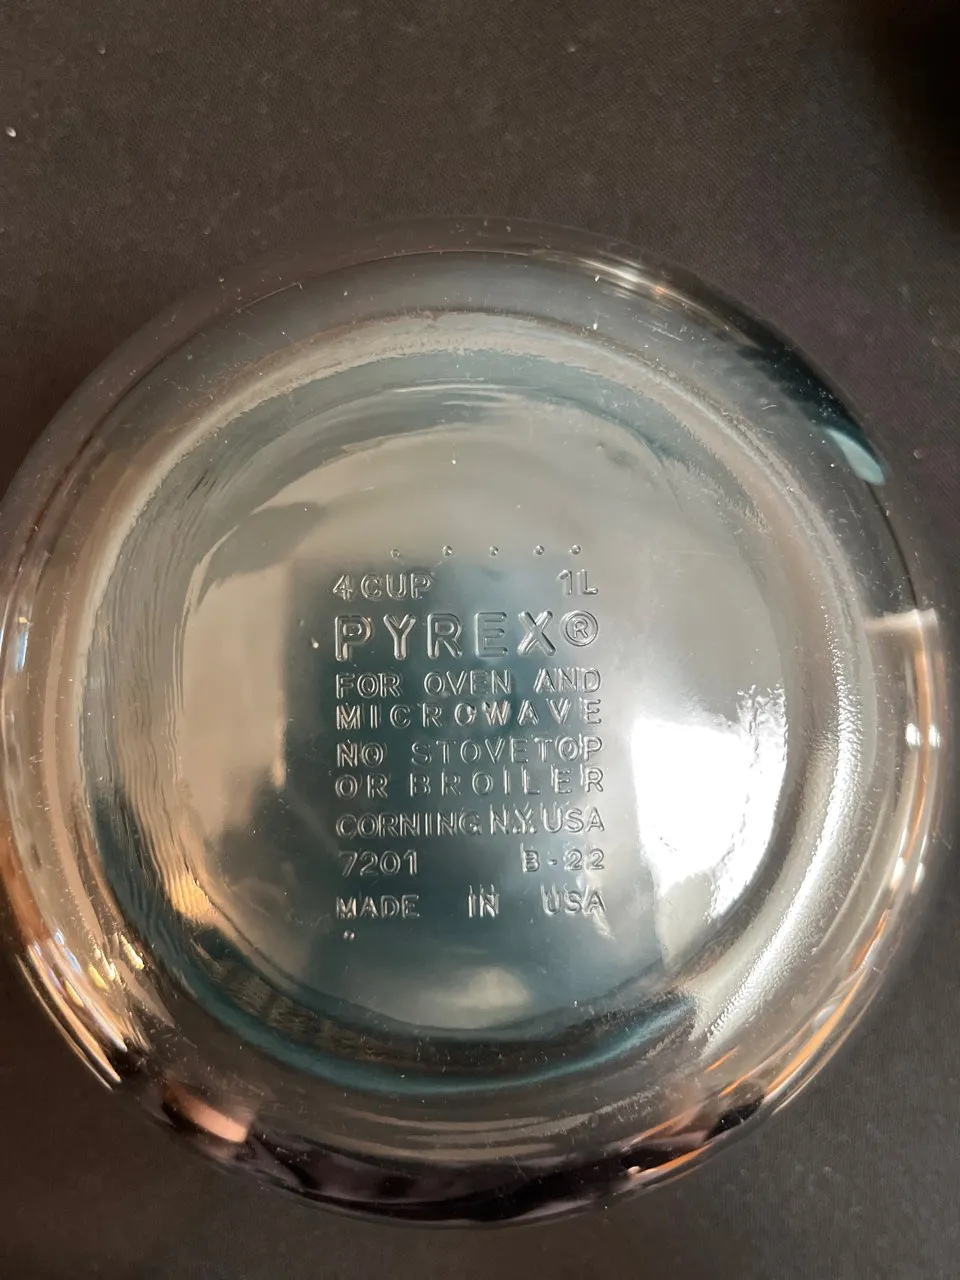 4 CUP 1L
PYREX®
FOR OVEN AND
MICROWAVE
NO STOVETOP
OR BROILER
CORNING N.Y. USA
7201 B-22
MADE IN USA